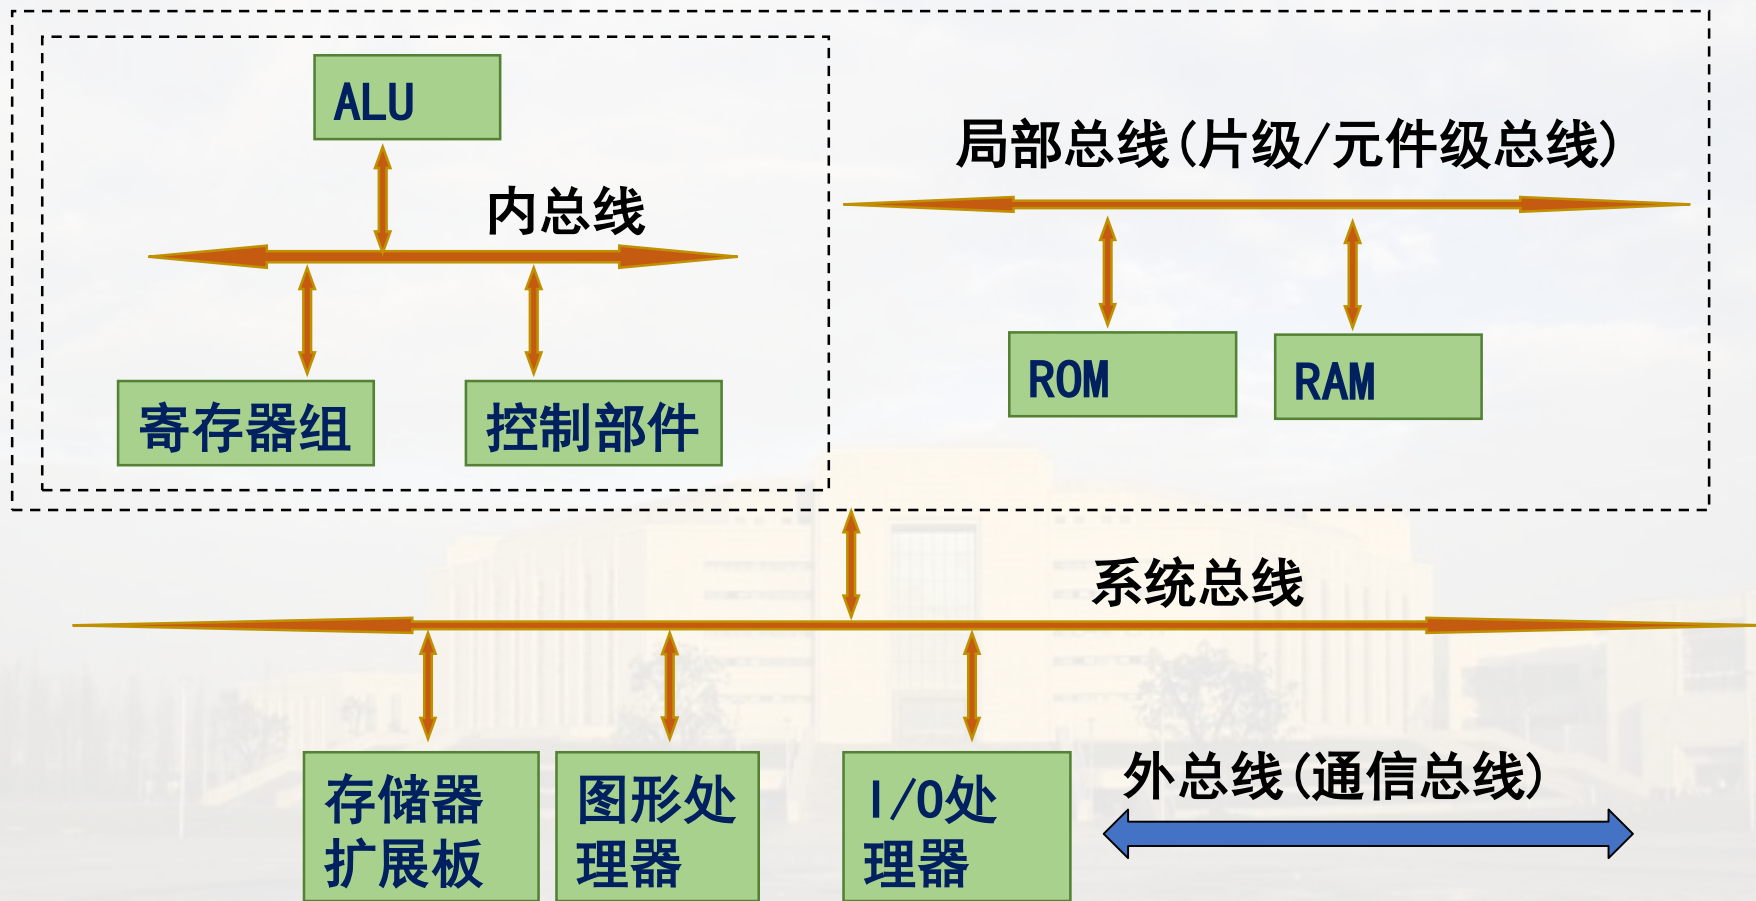 ALU
局部总线(片级/元件级总线)
内总线
ROM
RAM
寄存器组
控制部件
系统总线
存储器
扩展板
图形处
理器
I/O处
理器
外总线(通信总线)